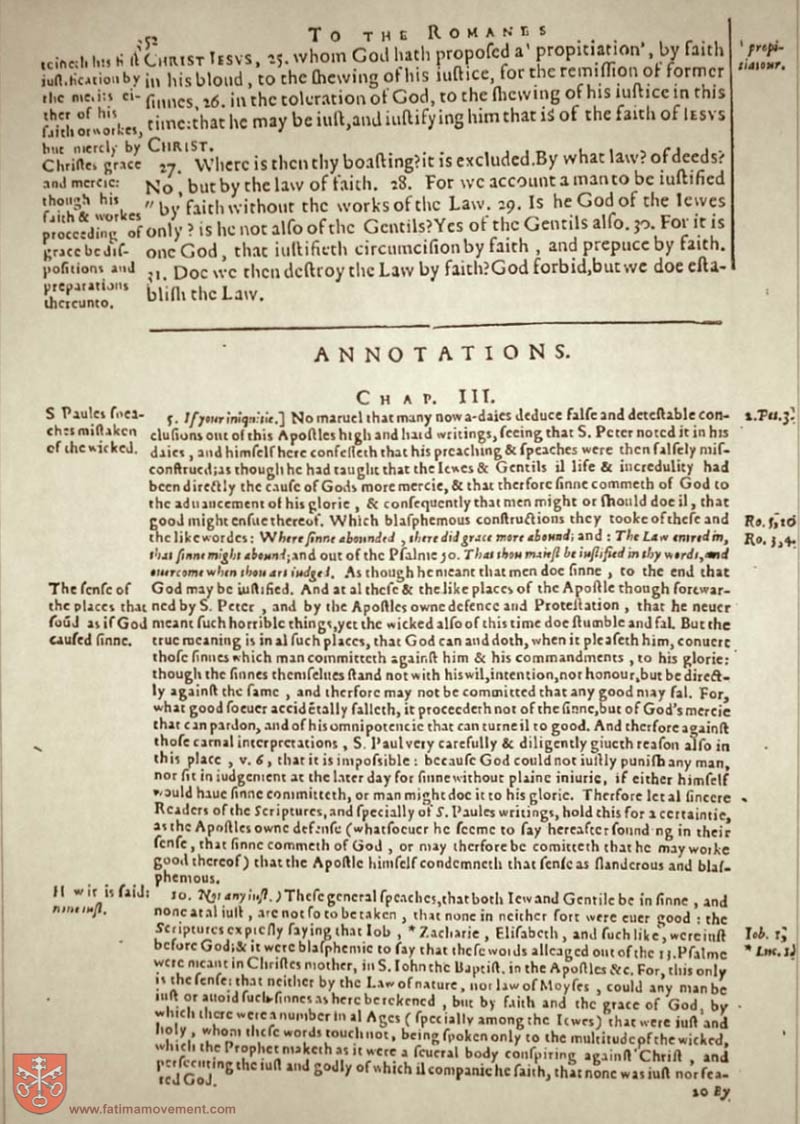 352
TO THE ROMANES
CHRIST IESVS, 25. whom God hath proposed a' propitiation', by faith
in his bloud, to the ſhewing of his iuſtice, for the remiſſion of former
ſinnes, 26. in the toleration of God, to the ſhewing of his iuſtice in this
time: that he may be iuſt, and iuſtifying him that is of the faith of IESVS
CHRIST.
27. Where is then thy boaſting? it is excluded. By what law? of deeds?
No, but by the law of faith. 28. For we account a man to be iuſtified
" by faith without the works of the Law. 29. Is he God of the Iewes
only? is he not alſo of the Gentils? Yes of the Gentils alſo. 30. For it is
one God, that iuſtifieth circumciſion by faith, and prepuce by faith.
31. Doe we then deſtroy the Law by faith? God forbid, but we doe eſta-
bliſh the Law.
iuſtification by
the merits ei-
ther of his
faith or workes,
but merely by
Chriſtes grace
and mercie:
though his
faith & workes
proceeding of
grace be diſ-
poſitions and
preparations
thereunto.
' propi-
tiatour.
ANNOTATIONS.
CHAP. III.
S Paules ſpea-
ches miſtaken
of the wicked.
5. If your iniquitie.] No maruel that many now a-daies deduce falſe and deteſtable con-
cluſions out of this Apoſtles high and hard writings, ſeeing that S. Peter noted it in his
daies, and himſelf here confeſſeth that his preaching & ſpeaches were then falſely miſ-
conſtrued; as though he had taught that the Iewes & Gentils il life & incredulity had
been directly the cauſe of Gods more mercie, & that therfore ſinne commeth of God to
the aduancement of his glorie, & conſequently that men might or ſhould doe il, that
good might enſue thereof. Which blaſphemous conſtructions they tooke of theſe and
the like wordes: Where ſinne abounded, there did grace more abound; and: The Law entred in,
that ſinne might abound; and out of the Pſalme 50. That thou maieſt be iuſtified in thy words, and
ouercome when thou art iudged. As though he meant that men doe ſinne, to the end that
God may be iuſtified. And at al theſe & the like places of the Apoſtle though forewar-
ned by S. Peter, and by the Apoſtles owne defence and Proteſtation, that he neuer
meant ſuch horrible things, yet the wicked alſo of this time doe ſtumble and fal. But the
true meaning is in al ſuch places, that God can and doth, when it pleaſeth him, conuert
thoſe ſinnes which man committeth againſt him & his commandments, to his glorie:
though the ſinnes themſelues ſtand not with his wil, intention, nor honour, but be direct-
ly againſt the ſame, and therfore may not be committed that any good may fal. For,
what good ſoeuer accidẽtally falleth, it proceedeth not of the ſinne, but of God's mercie
that can pardon, and of his omnipotencie that can turne il to good. And therfore againſt
thoſe carnal interpretations, S. Paul very carefully & diligently giueth reaſon alſo in
this place, v. 6, that it is impoſſible: becauſe God could not iuſtly puniſh any man,
nor ſit in iudgement at the later day for ſinne without plaine iniurie, if either himſelf
would haue ſinne committeth, or man might doe it to his glorie. Therfore let al ſincere
Readers of the Scriptures, and ſpecially of S. Paules writings, hold this for a certaintie,
as the Apoſtles owne defenſe (whatſoeuer he ſeeme to ſay hereafter ſound ng in their
ſenſe, that ſinne commeth of God, or may therfore be comitteth that he may worke
good thereof) that the Apoſtle himſelf condemneth that ſenſe as ſlanderous and blaſ-
phemous.
2. Pet. 3.
Ro. 3, 4.
The ſenſe of
the places that
soũd as if God
cauſed ſinne.
H w it is ſaid:
none iuſt.
10. Not any iuſt.) Theſe general ſpeaches, that both Iew and Gentile be in ſinne, and
none at al iuſt, are not ſo to be taken, that none in neither ſort were euer good: the
Scriptures expreſly ſaying that Iob, * Zacharie, Eliſabeth, and ſuch like, were iuſt
before God; & it were blaſphemie to ſay that theſe words alleaged out of the 13. Pſalme
were meant in Chriſtes mother, in S. Iohn the Baptiſt, in the Apoſtles &c. For, this only
is the ſenſe: that neither by the Law of nature, nor law of Moyſes, could any man be
iuſt or auoid ſuch ſinnes as here be rekened, but by faith and the grace of God, by
which there were a number in al Ages (ſpecially among the Iewes) that were iuſt and
holy, whom theſe words touch not, being ſpoken only to the multitude of the wicked,
which the Prophet maketh as it were a ſeueral body conſpiring againſt Chriſt, and
perſecuting the iuſt and godly of which il companie he ſaith, that none was iuſt nor fea-
red God.
Iob. 1;
* Luc. 1.
20 By
www.fatimamovement.com